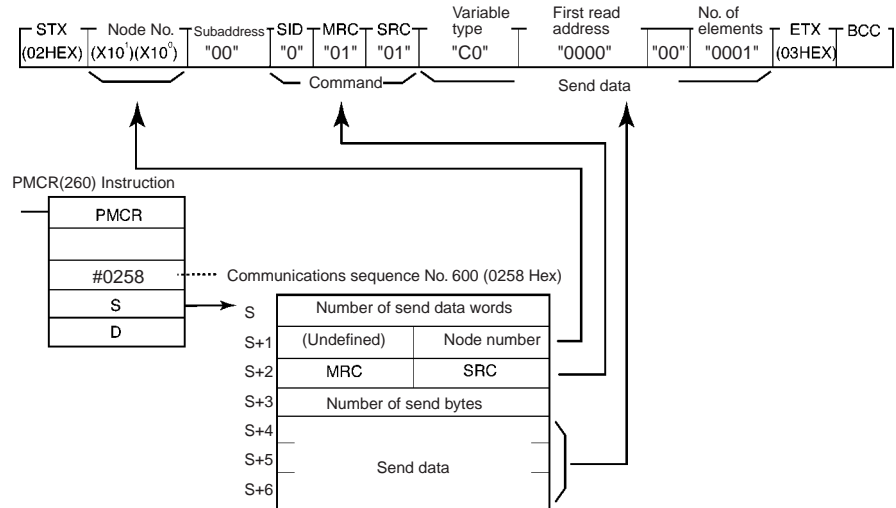 STX Node No. Subaddress SID MRC SRC Variable type First read address No. of elements ETX BCC
(02HEX) (X10¹)(X10⁰) "00" "0" "01" "01" "C0" "0000" "00" "0001" (03HEX)
Command Send data
PMCR(260) Instruction
PMCR
#0258 Communications sequence No. 600 (0258 Hex)
S
D
S Number of send data words
S+1 (Undefined) Node number
S+2 MRC SRC
S+3 Number of send bytes
S+4
S+5 Send data
S+6